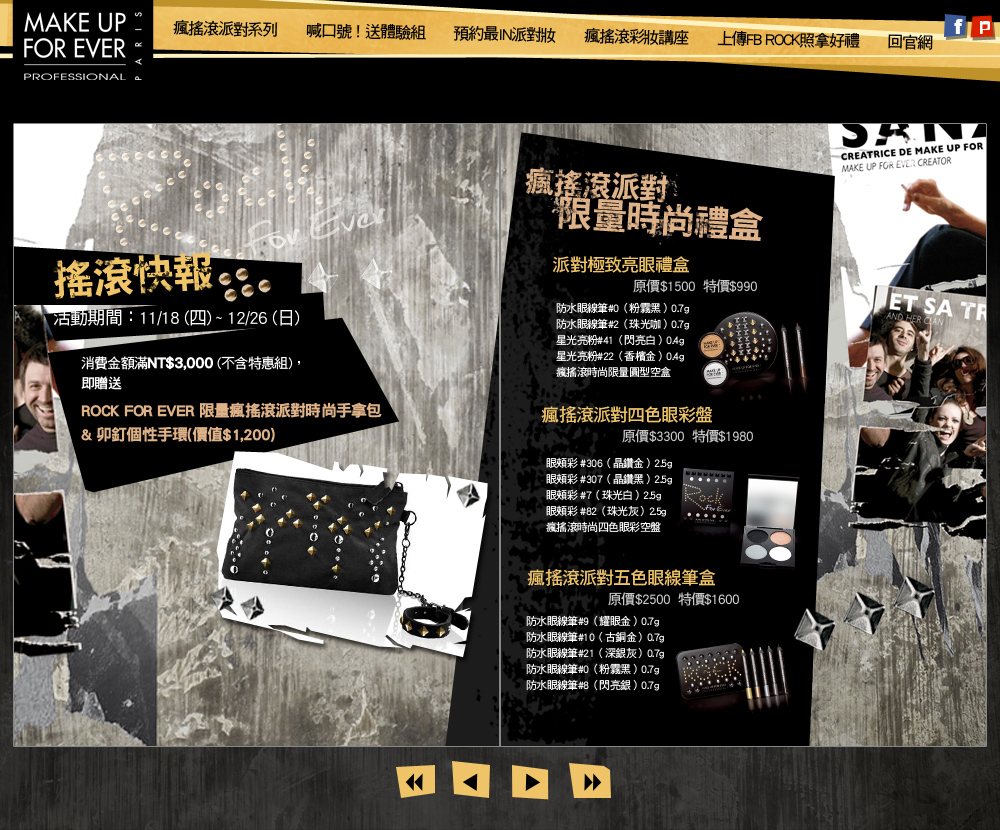 MAKE UP
FOR EVER
PROFESSIONAL
PARIS
瘋搖滾派對系列
喊口號！送體驗組
預約最IN派對妝
瘋搖滾彩妝講座
上傳FB ROCK照拿好禮
回官網
Rock
For Ever
搖滾快報
活動期間：11/18 (四) ~ 12/26 (日)
消費金額滿NT$3,000 (不含特惠組)，
即贈送
ROCK FOR EVER 限量瘋搖滾派對時尚手拿包
& 卯釘個性手環(價值$1,200)
瘋搖滾派對
限量時尚禮盒
派對極致亮眼禮盒
原價$1500 特價$990
防水眼線筆#0（粉霧黑）0.7g
防水眼線筆#2（珠光咖）0.7g
星光亮粉#41（閃亮白）0.4g
星光亮粉#22（香檳金）0.4g
瘋搖滾時尚限量圓型空盒
瘋搖滾派對四色眼彩盤
原價$3300 特價$1980
眼頰彩 #306（晶鑽金）2.5g
眼頰彩 #307（晶鑽黑）2.5g
眼頰彩 #7（珠光白）2.5g
眼頰彩 #82（珠光灰）2.5g
瘋搖滾時尚四色眼彩空盤
Rock
For Ever
瘋搖滾派對五色眼線筆盒
原價$2500 特價$1600
防水眼線筆#9（耀眼金）0.7g
防水眼線筆#10（古銅金）0.7g
防水眼線筆#21（深銀灰）0.7g
防水眼線筆#0（粉霧黑）0.7g
防水眼線筆#8（閃亮銀）0.7g
CREATRICE DE MAKE UP FOR
MAKE UP FOR EVER CREATOR
ET SA TR
AND HER CLAN